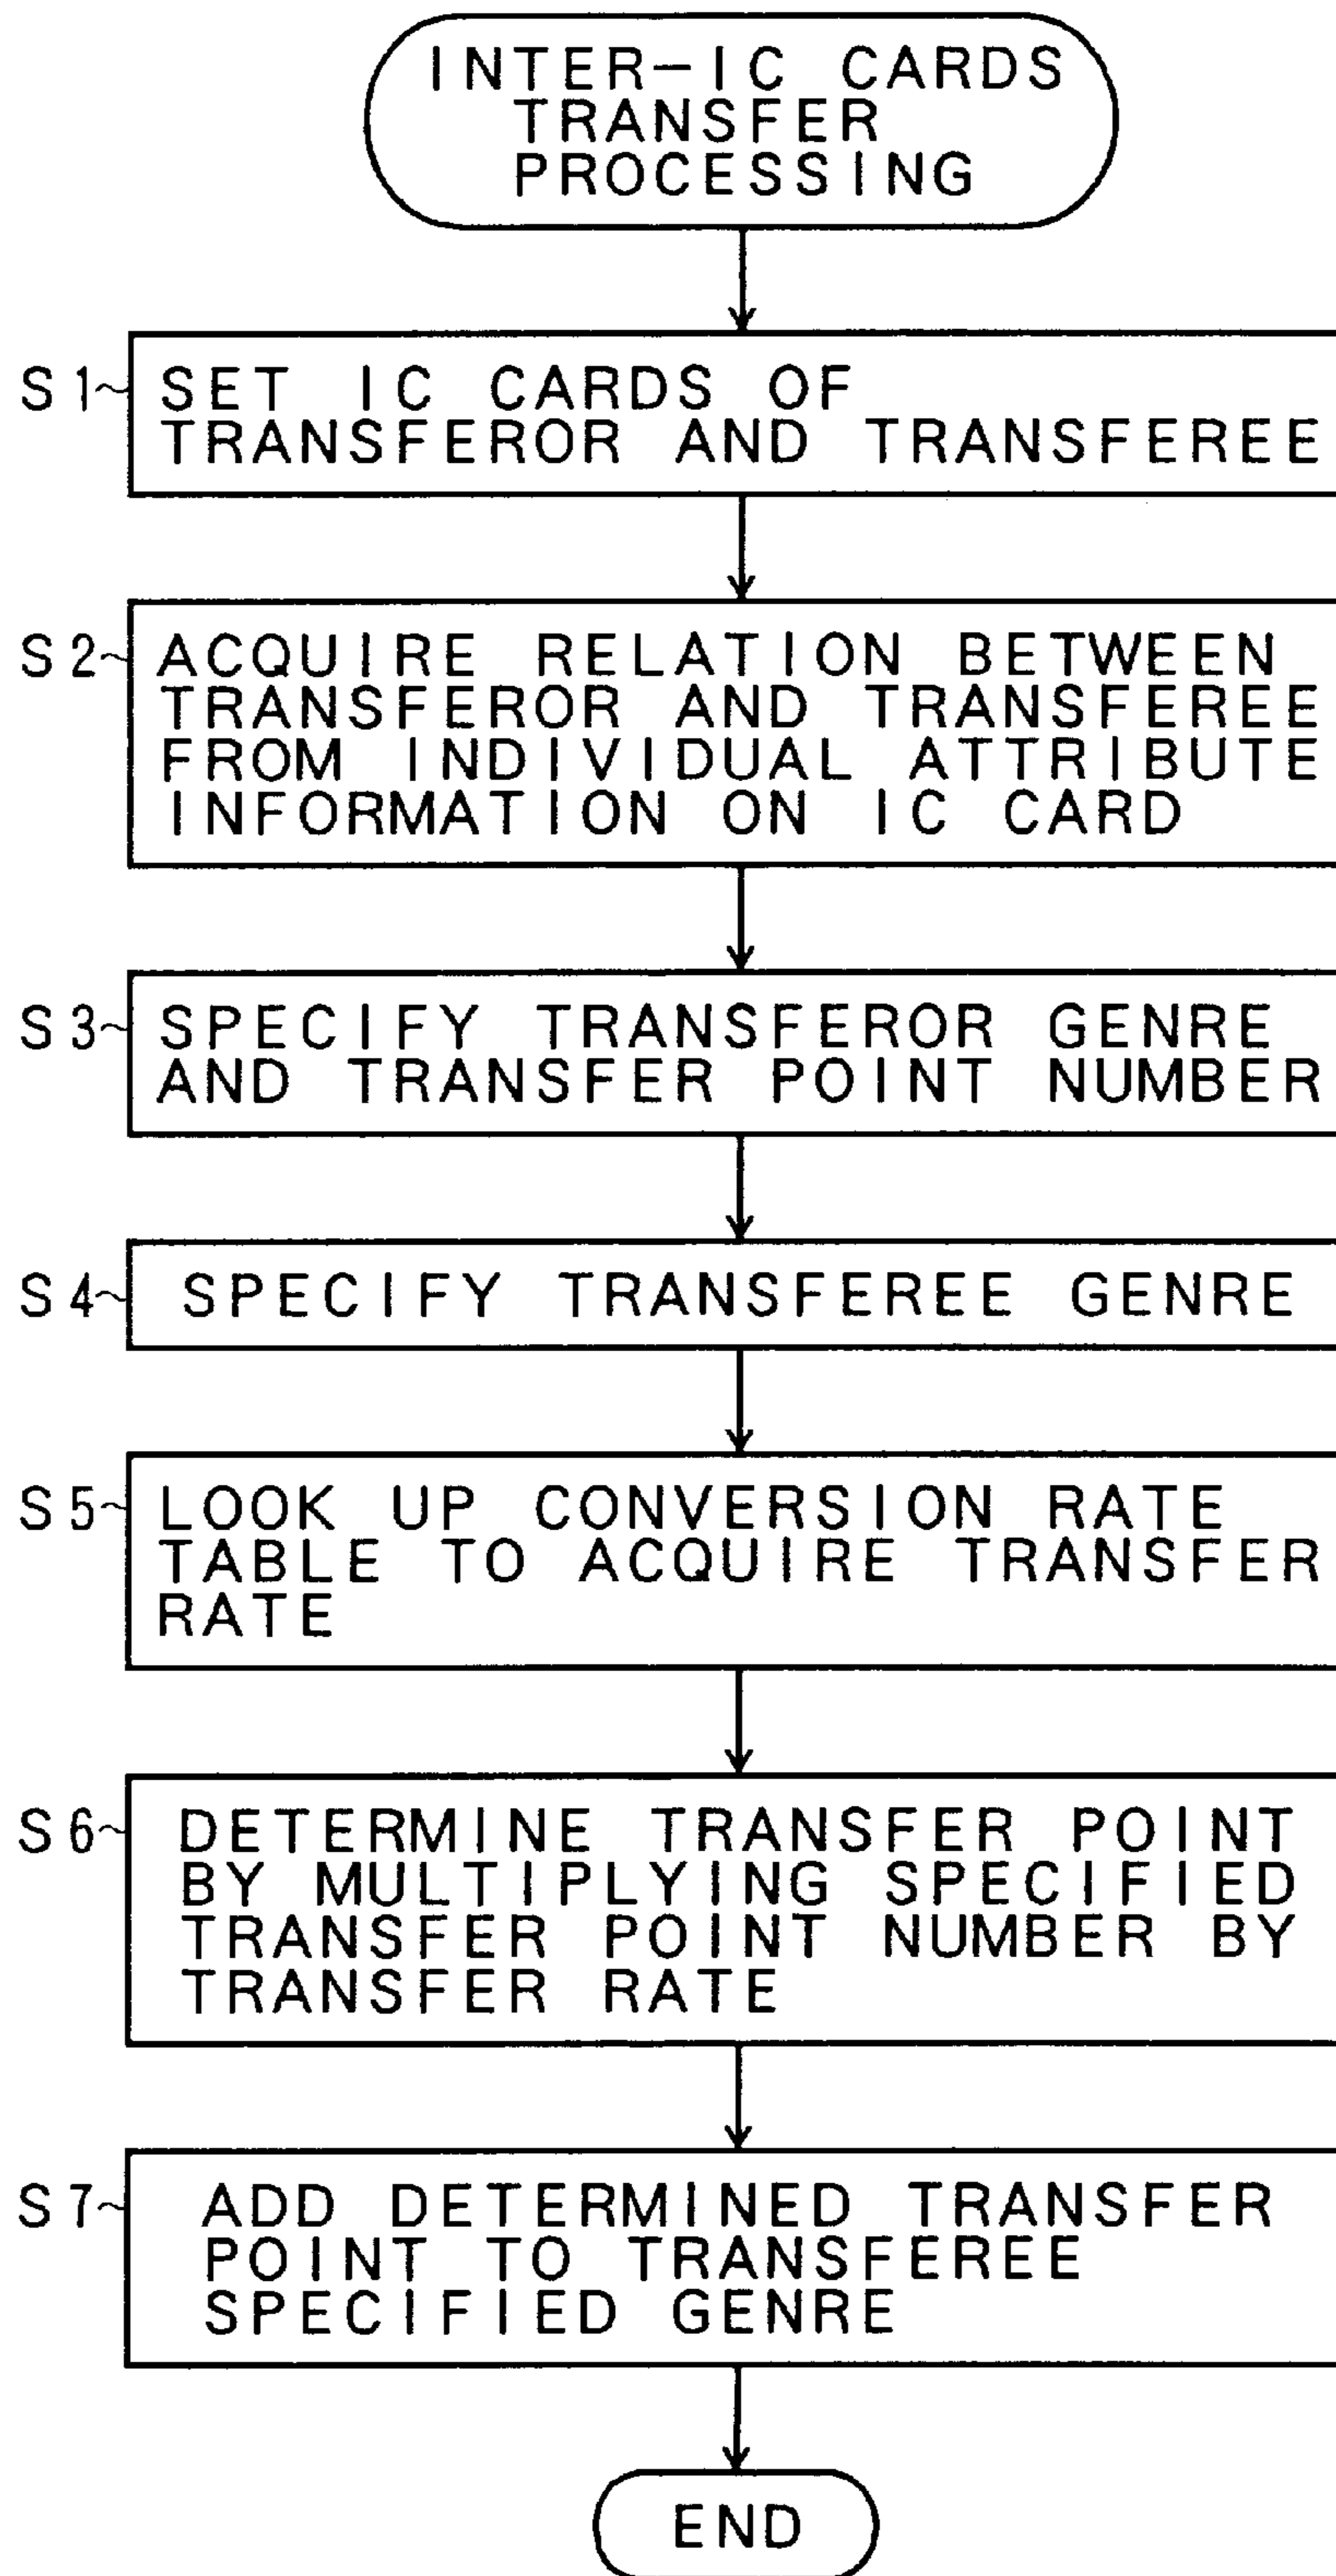 INTER-IC CARDS
TRANSFER
PROCESSING
S1 SET IC CARDS OF
TRANSFEROR AND TRANSFEREE
S2 ACQUIRE RELATION BETWEEN
TRANSFEROR AND TRANSFEREE
FROM INDIVIDUAL ATTRIBUTE
INFORMATION ON IC CARD
S3 SPECIFY TRANSFEROR GENRE
AND TRANSFER POINT NUMBER
S4 SPECIFY TRANSFEREE GENRE
S5 LOOK UP CONVERSION RATE
TABLE TO ACQUIRE TRANSFER
RATE
S6 DETERMINE TRANSFER POINT
BY MULTIPLYING SPECIFIED
TRANSFER POINT NUMBER BY
TRANSFER RATE
S7 ADD DETERMINED TRANSFER
POINT TO TRANSFEREE
SPECIFIED GENRE
END